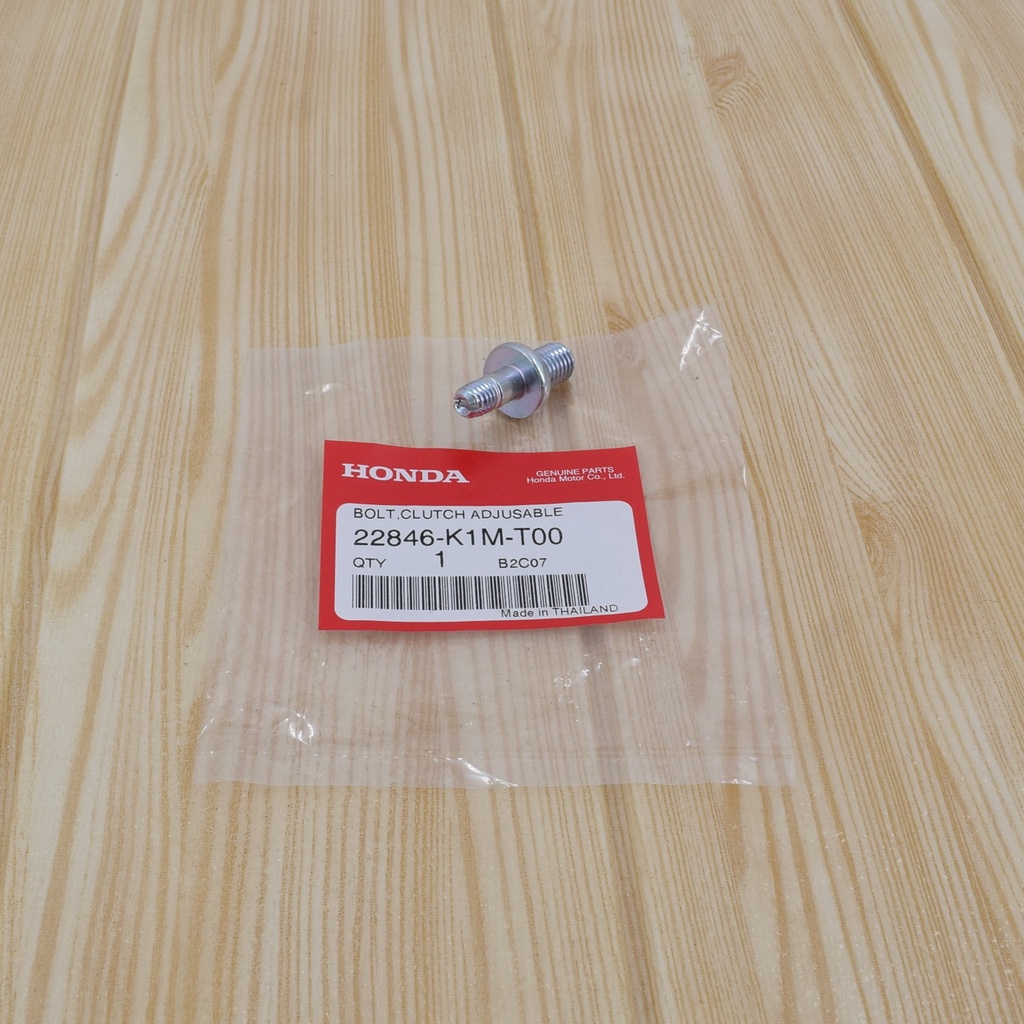 HONDA
GENUINE PARTS
Honda Motor Co., Ltd.
BOLT,CLUTCH ADJUSABLE
22846-K1M-T00
QTY 1 B2C07
Made in THAILAND